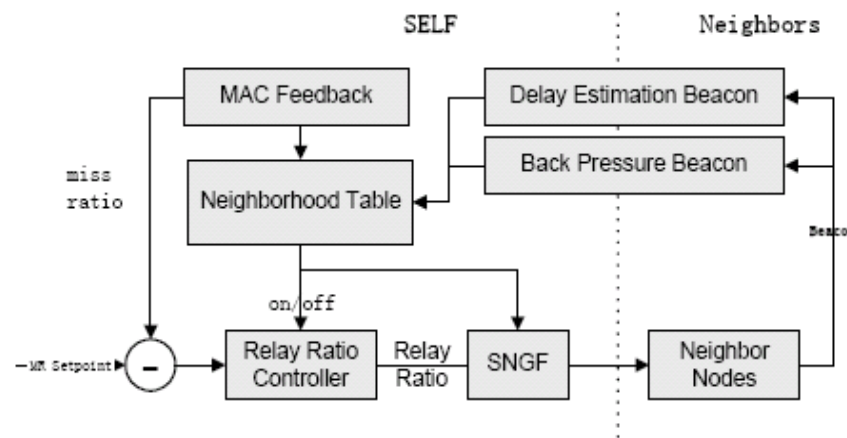 SELF
Neighbors
MAC Feedback
Delay Estimation Beacon
Back Pressure Beacon
miss
ratio
Neighborhood Table
Beaco
on/off
MR Setpoint
-
Relay Ratio
Controller
Relay
Ratio
SNGF
Neighbor
Nodes